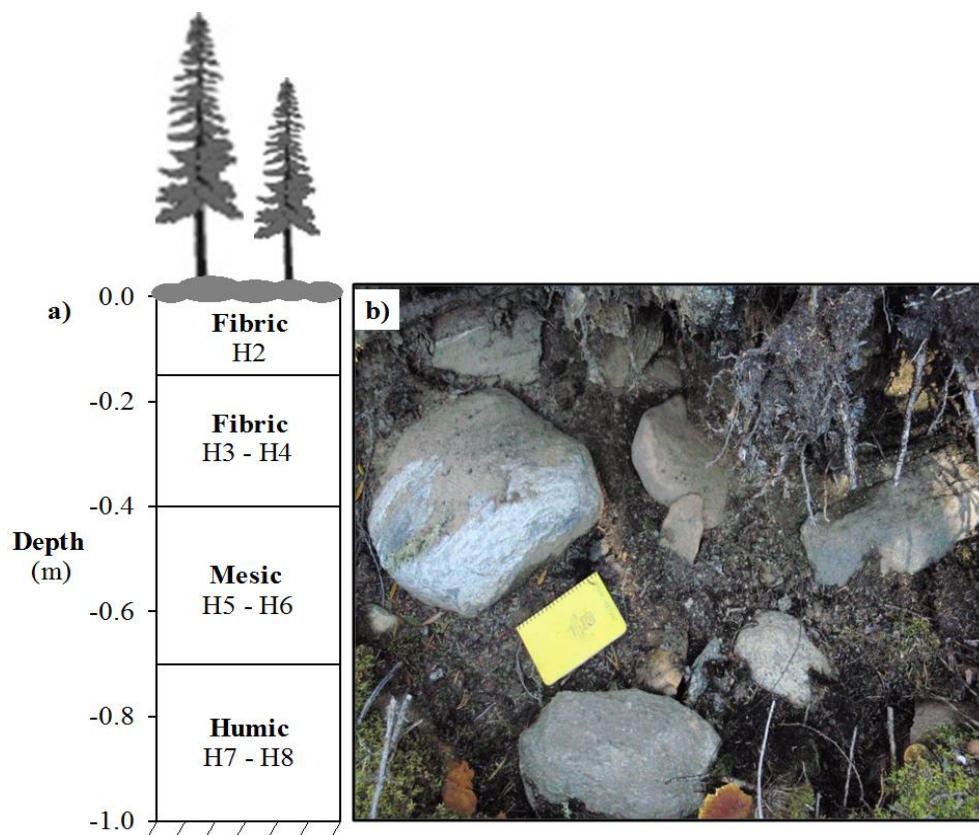 a)
0.0
Fibric
H2
b)
-0.2
Fibric
H3 - H4
-0.4
Depth
(m)
Mesic
H5 - H6
-0.6
-0.8
Humic
H7 - H8
-1.0